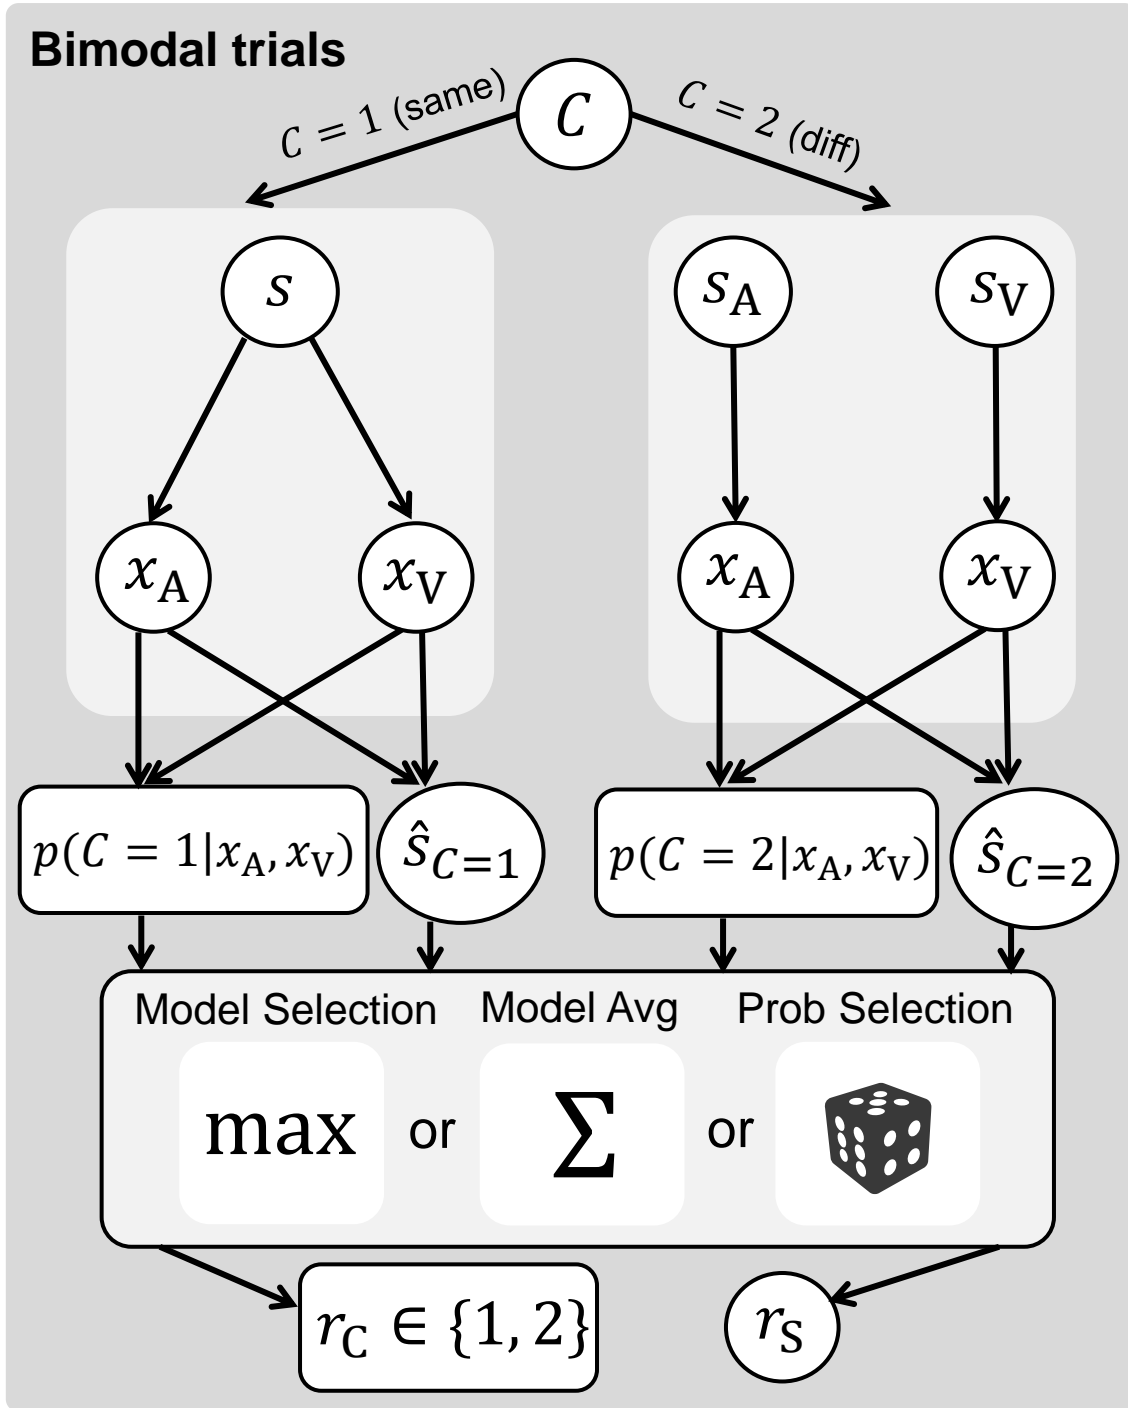 Bimodal trials
C
C = 1 (same)
C = 2 (diff)
s
s_A
s_V
x_A
x_V
x_A
x_V
p(C = 1|x_A, x_V)
ŝ_{C=1}
p(C = 2|x_A, x_V)
ŝ_{C=2}
Model Selection
Model Avg
Prob Selection
max
or
∑
or
r_C ∈ {1, 2}
r_S